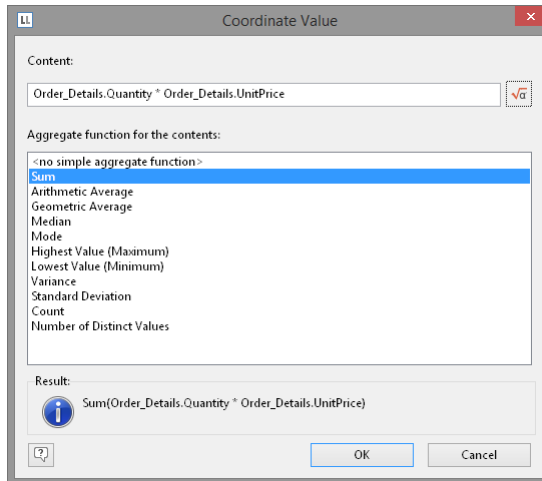 LL
Coordinate Value
x
Content:
Order_Details.Quantity * Order_Details.UnitPrice
√α
Aggregate function for the contents:
<no simple aggregate function>
Sum
Arithmetic Average
Geometric Average
Median
Mode
Highest Value (Maximum)
Lowest Value (Minimum)
Variance
Standard Deviation
Count
Number of Distinct Values
Result:
i
Sum(Order_Details.Quantity * Order_Details.UnitPrice)
?
OK
Cancel